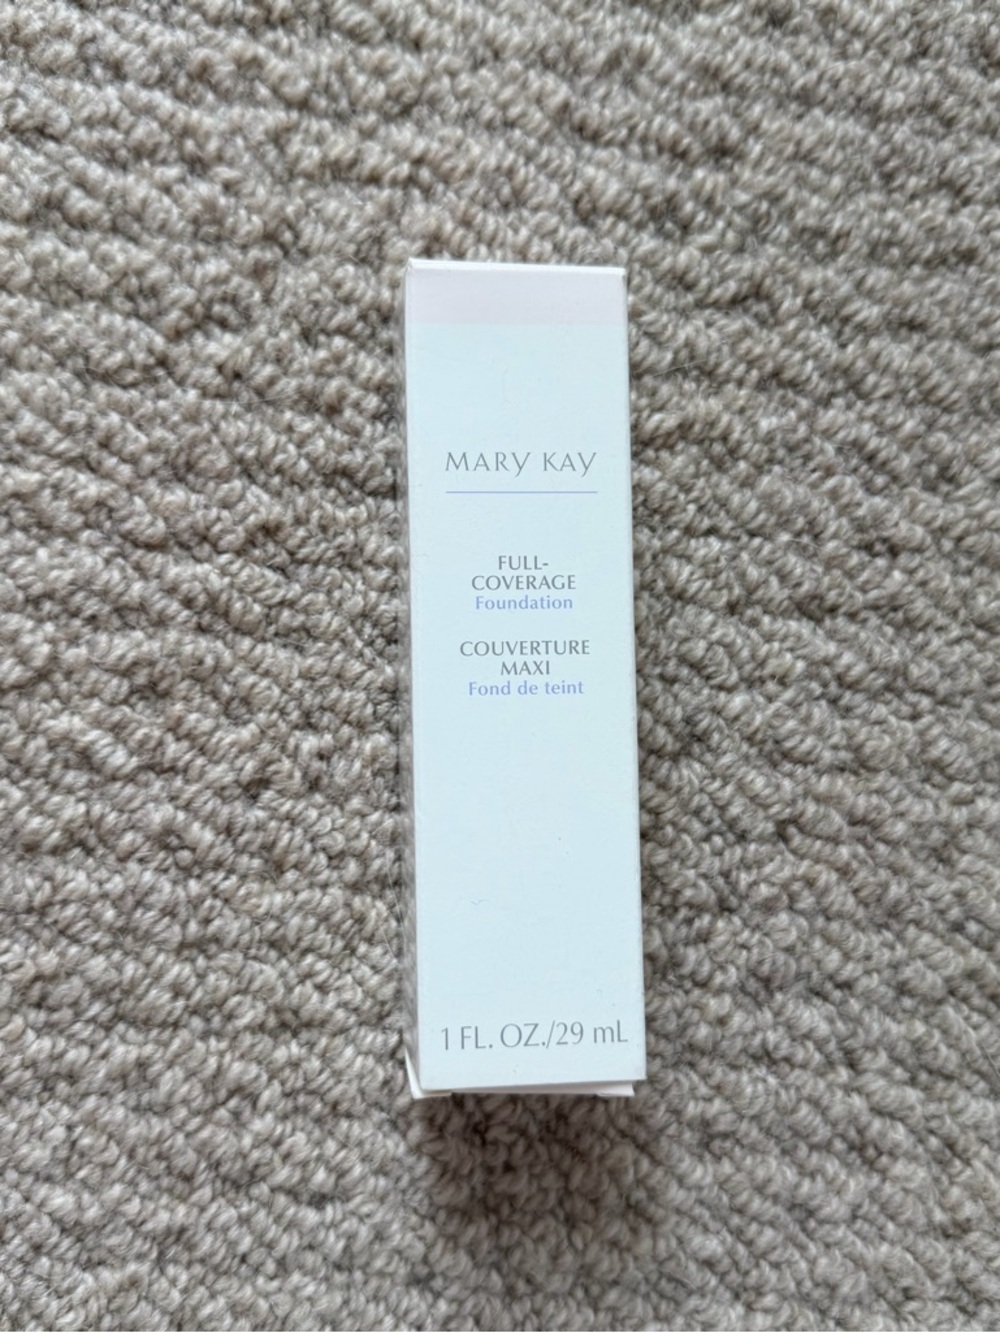 MARY KAY
FULL-
COVERAGE
Foundation
COUVERTURE
MAXI
Fond de teint
1 FL. OZ./29 mL